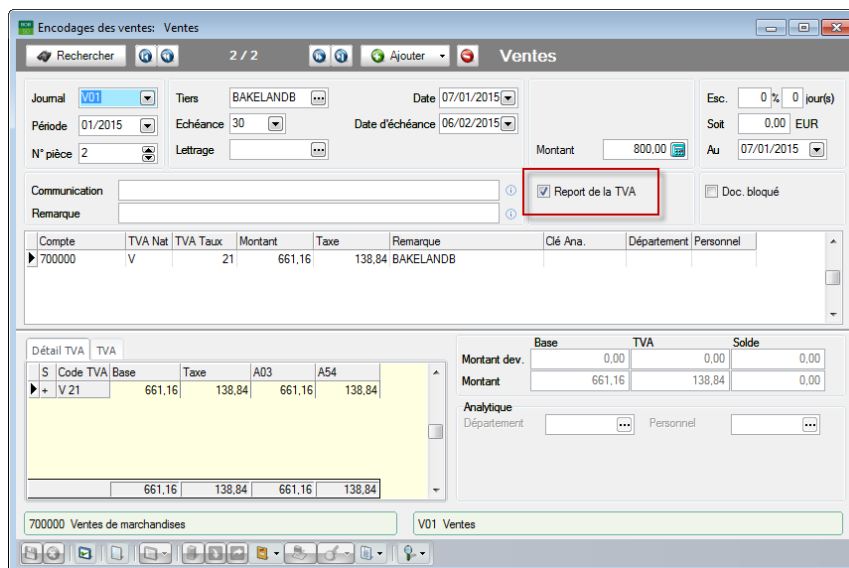 Encodages des ventes: Ventes
Rechercher 2 / 2 Ajouter Ventes
Journal V01 Tiers BAKELANDB Date 07/01/2015 Esc. 0 % 0 jour(s)
Période 01/2015 Echéance 30 Date d'échéance 06/02/2015 Soit 0,00 EUR
N° pièce 2 Lettrage Montant 800,00 Au 07/01/2015
Communication Report de la TVA Doc. bloqué
Remarque
Compte TVA Nat TVA Taux Montant Taxe Remarque Clé Ana. Département Personnel
700000 V 21 661,16 138,84 BAKELANDB
Détail TVA TVA
Base TVA Solde
Montant dev. 0,00 0,00 0,00
Montant 661,16 138,84 0,00
S Code TVA Base Taxe A03 A54
+ V 21 661,16 138,84 661,16 138,84
Analytique
Département Personnel
661,16 138,84 661,16 138,84
700000 Ventes de marchandises V01 Ventes